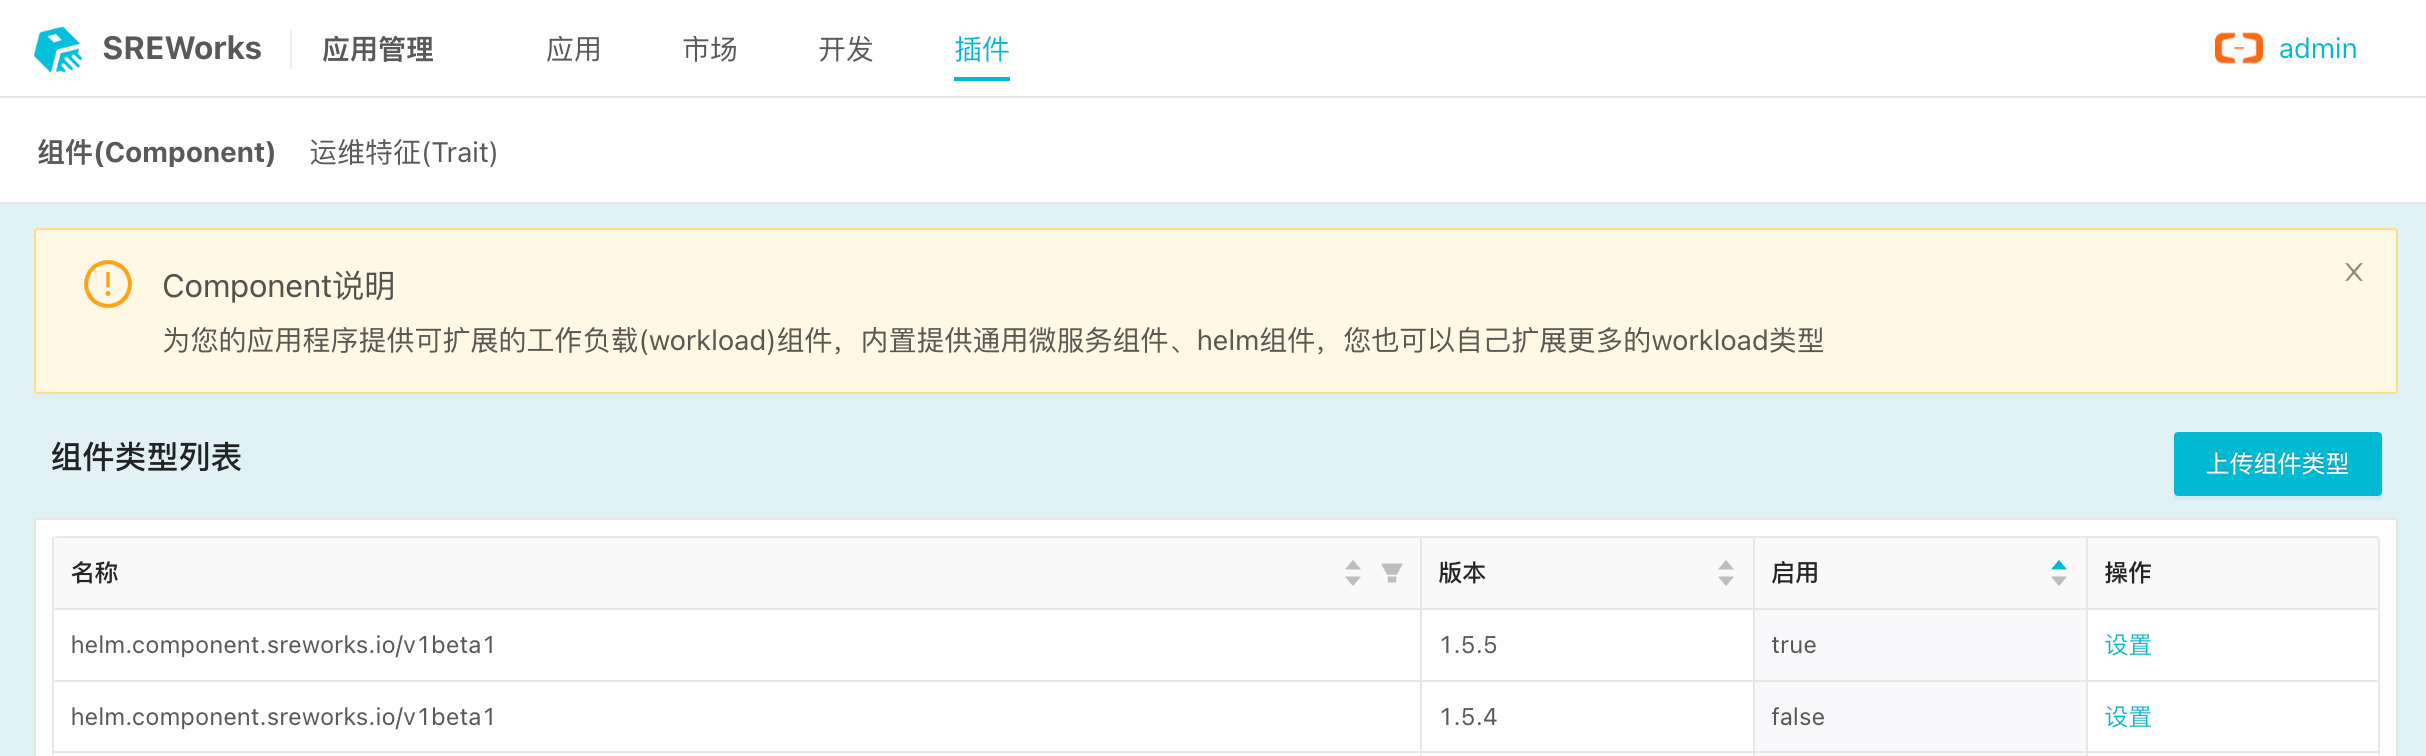 SREWorks 应用管理 应用 市场 开发 插件 admin
组件(Component) 运维特征(Trait)
Component说明
为您的应用程序提供可扩展的工作负载(workload)组件，内置提供通用微服务组件、helm组件，您也可以自己扩展更多的workload类型
组件类型列表 上传组件类型
名称 版本 启用 操作
helm.component.sreworks.io/v1beta1 1.5.5 true 设置
helm.component.sreworks.io/v1beta1 1.5.4 false 设置